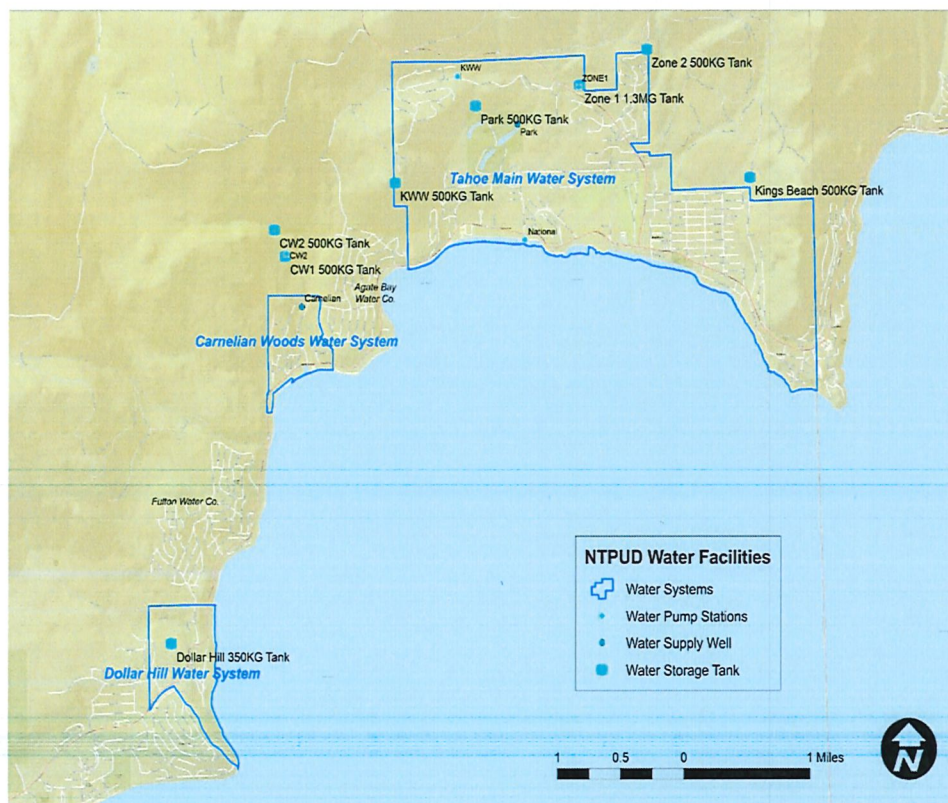 KWW
Zone 2 500KG Tank
ZONE1
Zone 1 1.3MG Tank
Park 500KG Tank
Park
Tahoe Main Water System
KWW 500KG Tank
Kings Beach 500KG Tank
National
CW2 500KG Tank
CW2
CW1 500KG Tank
Agate Bay
Water Co.
Carnelian
Carnelian Woods Water System
Fulton Water Co.
Dollar Hill 350KG Tank
Dollar Hill Water System
NTPUD Water Facilities
Water Systems
Water Pump Stations
Water Supply Well
Water Storage Tank
1 0.5 0 1 Miles
N